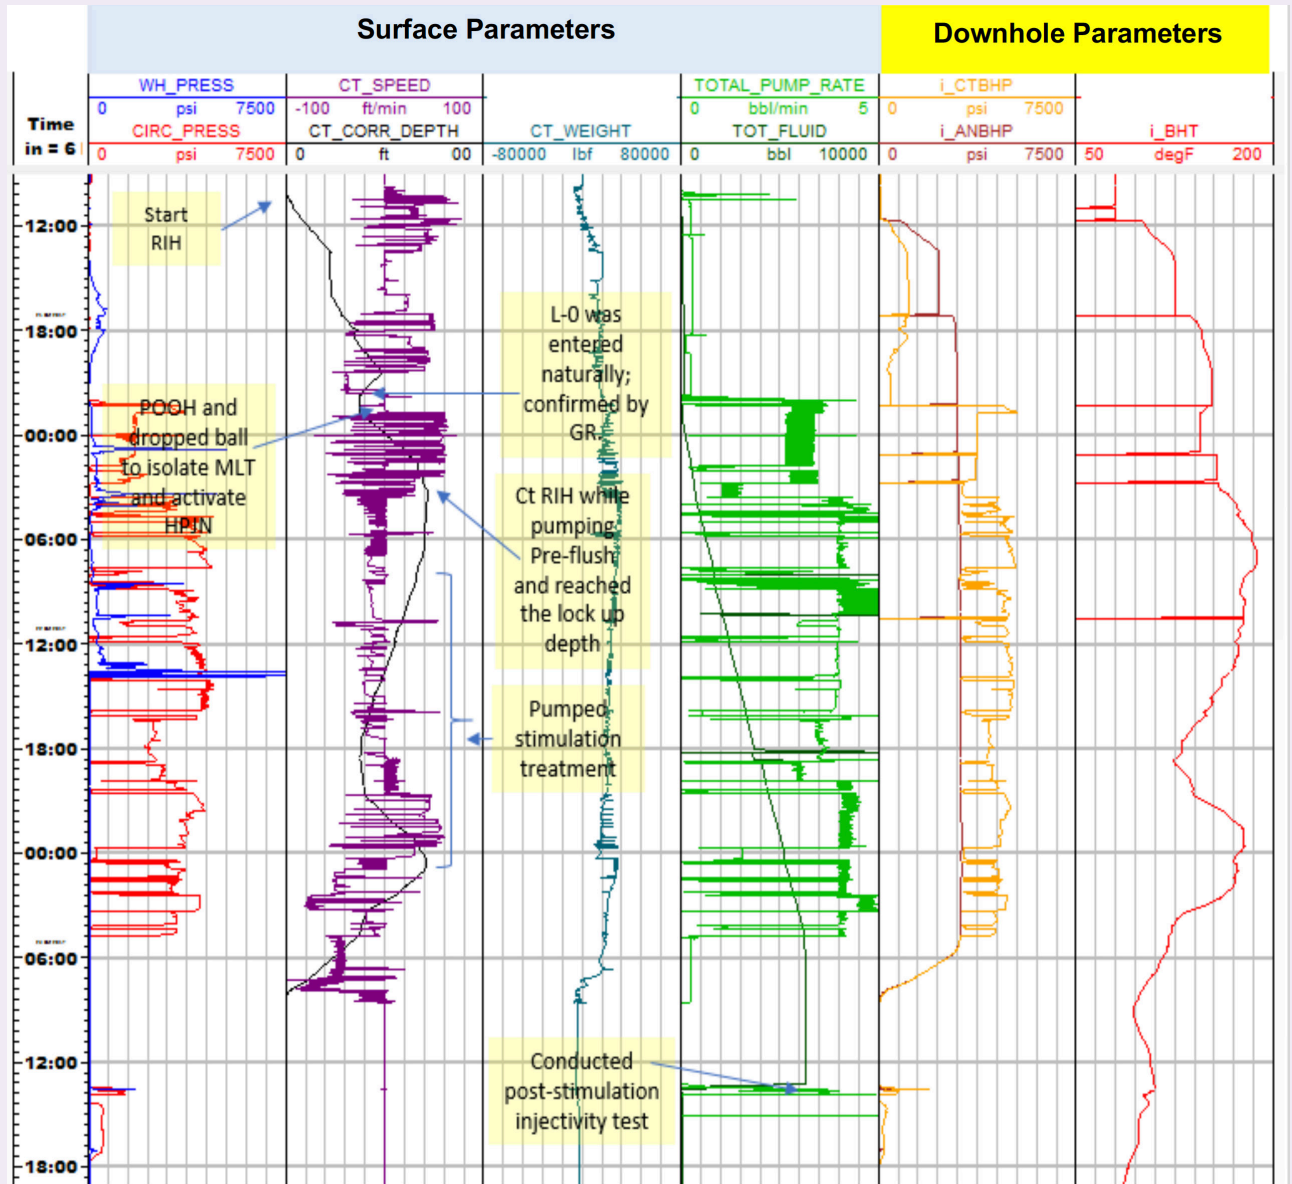 Surface Parameters
Downhole Parameters
WH_PRESS
0 psi 7500
CIRC_PRESS
0 psi 7500
CT_SPEED
-100 ft/min 100
CT_CORR_DEPTH
0 ft 00
CT_WEIGHT
-80000 lbf 80000
TOTAL_PUMP_RATE
0 bbl/min 5
TOT_FLUID
0 bbl 10000
i_CTBHP
0 psi 7500
i_ANBHP
0 psi 7500
i_BHT
50 degF 200
Time
in = 6
12:00
18:00
00:00
06:00
12:00
18:00
00:00
06:00
12:00
18:00
Start
RIH
L-0 was
entered
naturally;
confirmed by
GR.
POOH and
dropped ball
to isolate MLT
and activate
HPJN
Ct RIH while
pumping
Pre-flush
and reached
the lock up
depth
Pumped
stimulation
treatment
Conducted
post-stimulation
injectivity test